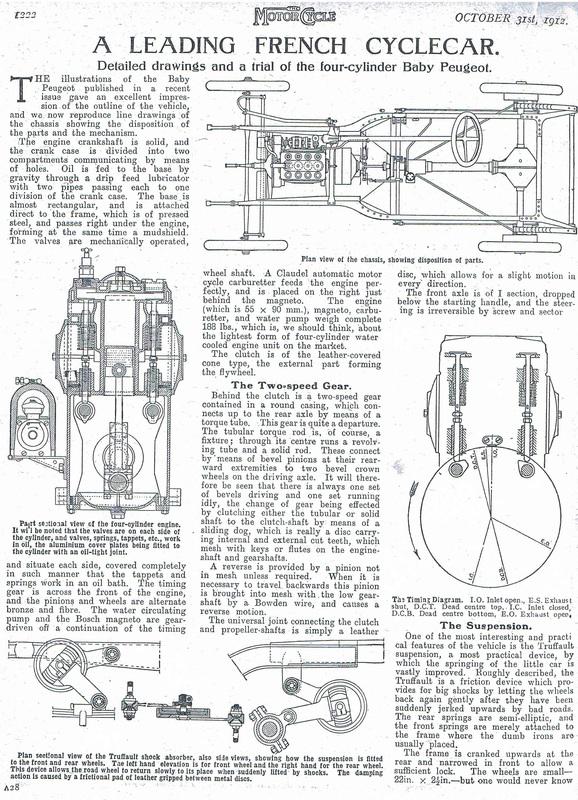 1222
THE
MOTOR CYCLE
OCTOBER 31st, 1912.
A LEADING FRENCH CYCLECAR.
Detailed drawings and a trial of the four-cylinder Baby Peugeot.
THE illustrations of the Baby
Peugeot published in a recent
issue gave an excellent impres-
sion of the outline of the vehicle,
and we now reproduce line drawings of
the chassis showing the disposition of
the parts and the mechanism.
The engine crankshaft is solid, and
the crank case is divided into two
compartments communicating by means
of holes. Oil is fed to the base by
gravity through a drip feed lubricator
with two pipes passing each to one
division of the crank case. The base is
almost rectangular, and is attached
direct to the frame, which is of pressed
steel, and passes right under the engine,
forming at the same time a mudshield.
The valves are mechanically operated,
Part sectional view of the four-cylinder engine.
It will be noted that the valves are on each side of
the cylinder, and valves, springs, tappets, etc., work
in oil, the aluminium cover plates being fitted to
the cylinder with an oil-tight joint.
and situate each side, covered completely
in such manner that the tappets and
springs work in an oil bath. The timing
gear is across the front of the engine,
and the pinions and wheels are alternate
bronze and fibre. The water circulating
pump and the Bosch magneto are gear-
driven off a continuation of the timing
Plan view of the chassis, showing disposition of parts.
wheel shaft. A Claudel automatic motor
cycle carburetter feeds the engine per-
fectly, and is placed on the right just
behind the magneto. The engine
(which is 55 × 90 mm.), magneto, carbu-
retter, and water pump weigh complete
188 lbs., which is, we should think, about
the lightest form of four-cylinder water
cooled engine unit on the market.
The clutch is of the leather-covered
cone type, the external part forming
the flywheel.
The Two-speed Gear.
Behind the clutch is a two-speed gear
contained in a round casing, which con-
nects up to the rear axle by means of a
torque tube. This gear is quite a departure.
The tubular torque rod is, of course, a
fixture; through its centre runs a revolv-
ing tube and a solid rod. These connect
by means of bevel pinions at their rear-
ward extremities to two bevel crown
wheels on the driving axle. It will there-
fore be seen that there is always one set
of bevels driving and one set running
idly, the change of gear being effected
by clutching either the tubular or solid
shaft to the clutch-shaft by means of a
sliding dog, which is really a disc carry-
ing internal and external cut teeth, which
mesh with keys or flutes on the engine-
shaft and gearshafts.
A reverse is provided by a pinion not
in mesh unless required. When it is
necessary to travel backwards this pinion
is brought into mesh with the low gear-
shaft by a Bowden wire, and causes a
reverse motion.
The universal joint connecting the clutch
and propeller-shafts is simply a leather
disc, which allows for a slight motion in
every direction.
The front axle is of I section, dropped
below the starting handle, and the steer-
ing is irreversible by screw and sector
The Timing Diagram. I.O. Inlet open., E.S. Exhaust
shut, D.C.T. Dead centre top. I.C. Inlet closed,
D.C.B. Dead centre bottom, E.O. Exhaust open.
The Suspension.
One of the most interesting and practi
cal features of the vehicle is the Truffault
suspension, a most practical device, by
which the springing of the little car is
vastly improved. Roughly described, the
Truffault is a friction device which pro-
vides for big shocks by letting the wheels
back again gently after they have been
suddenly jerked upwards by bad roads.
The rear springs are semi-elliptic, and
the front springs are merely attached to
the frame where the dumb irons are
usually placed.
The frame is cranked upwards at the
rear and narrowed in front to allow a
sufficient lock. The wheels are small—
22in. × 2½in.—but one would never know
Plan sectional view of the Truffault shock absorber, also side views, showing how the suspension is fitted
to the front and rear wheels. The left hand elevation is for front wheel and the right hand for the rear wheel.
This device allows the road wheel to return slowly to its place when suddenly lifted by shocks. The damping
action is caused by a frictional pad of leather gripped between metal discs.
A28